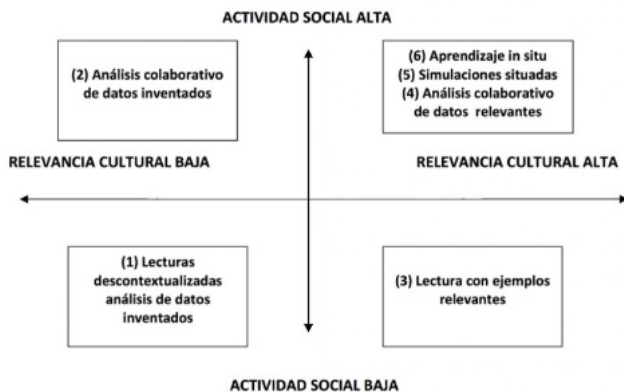 ACTIVIDAD SOCIAL ALTA
(2) Análisis colaborativo
de datos inventados
(6) Aprendizaje in situ
(5) Simulaciones situadas
(4) Análisis colaborativo
de datos relevantes
RELEVANCIA CULTURAL BAJA
RELEVANCIA CULTURAL ALTA
(1) Lecturas
descontextualizadas
análisis de datos
inventados
(3) Lectura con ejemplos
relevantes
ACTIVIDAD SOCIAL BAJA